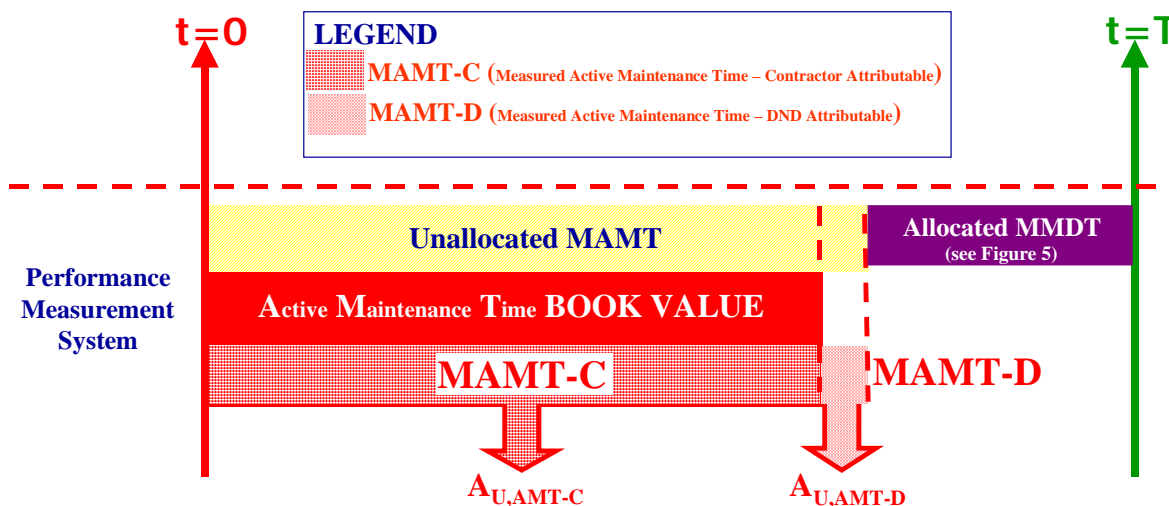 t=0
t=T
LEGEND
MAMT-C (Measured Active Maintenance Time – Contractor Attributable)
MAMT-D (Measured Active Maintenance Time – DND Attributable)
Unallocated MAMT
Allocated MMDT
(see Figure 5)
Performance
Measurement
System
Active Maintenance Time BOOK VALUE
MAMT-C
MAMT-D
AU,AMT-C
AU,AMT-D